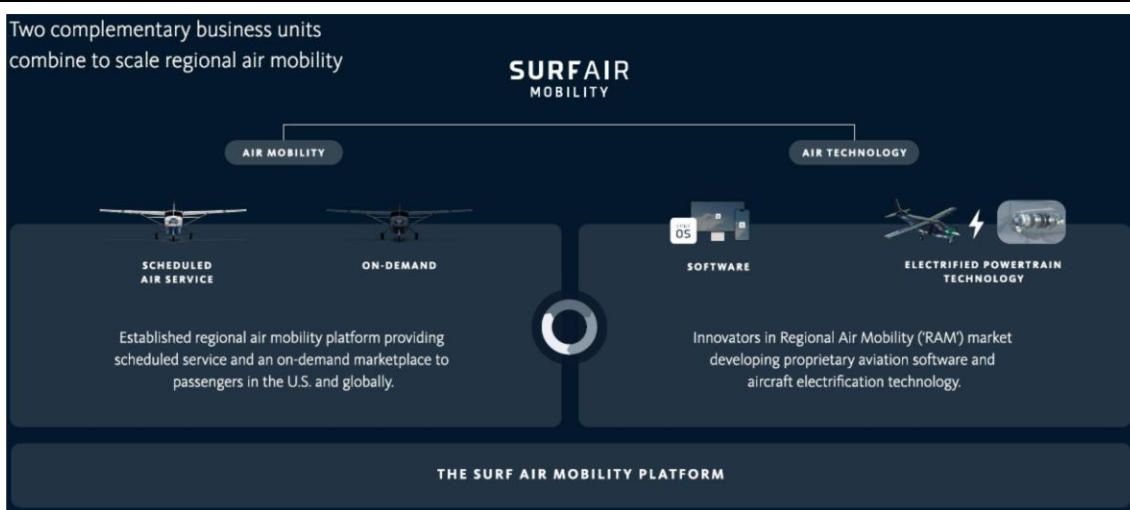 Two complementary business units
combine to scale regional air mobility
SURFAIR
MOBILITY
AIR MOBILITY
AIR TECHNOLOGY
SCHEDULED
AIR SERVICE
ON-DEMAND
Established regional air mobility platform providing
scheduled service and an on-demand marketplace to
passengers in the U.S. and globally.
OS
SOFTWARE
ELECTRIFIED POWERTRAIN
TECHNOLOGY
Innovators in Regional Air Mobility ('RAM') market
developing proprietary aviation software and
aircraft electrification technology.
THE SURF AIR MOBILITY PLATFORM